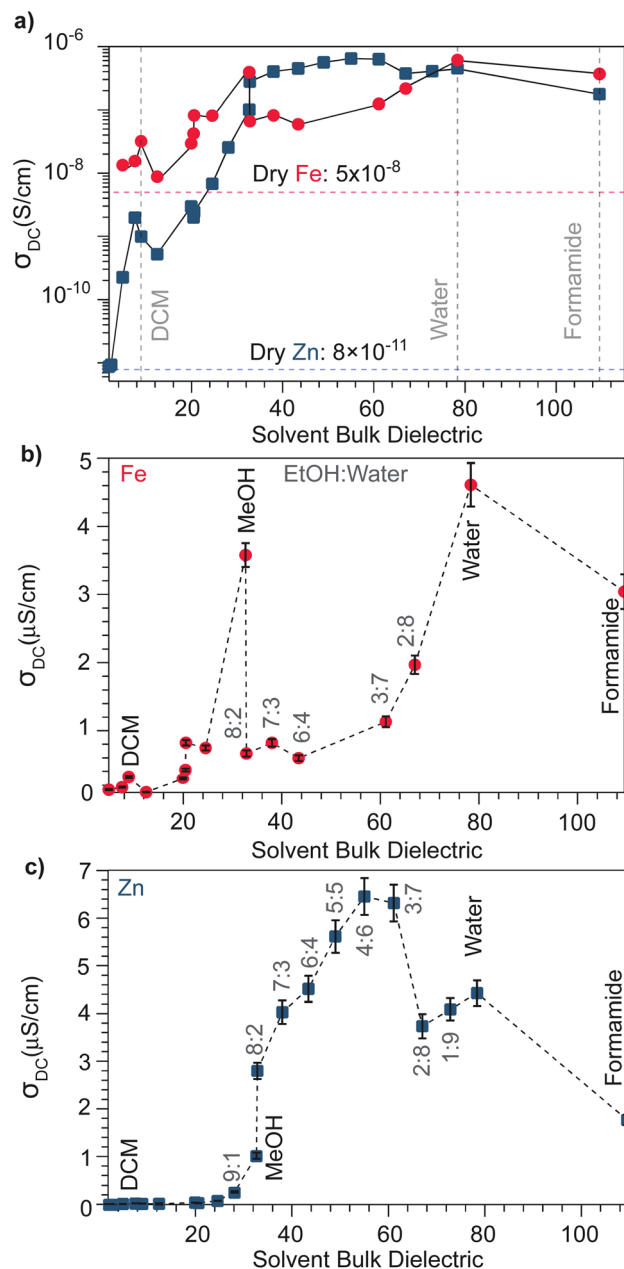 a)
10⁻⁶
10⁻⁸
10⁻¹⁰
σDC(S/cm)
Dry Fe: 5x10⁻⁸
Dry Zn: 8×10⁻¹¹
DCM
Water
Formamide
20 40 60 80 100
Solvent Bulk Dielectric
b)
Fe
EtOH:Water
5
4
3
2
1
0
σDC(μS/cm)
DCM
MeOH
8:2
7:3
6:4
3:7
2:8
Water
Formamide
20 40 60 80 100
Solvent Bulk Dielectric
c)
Zn
7
6
5
4
3
2
1
0
σDC(μS/cm)
DCM
9:1
MeOH
8:2
7:3
6:4
5:5
4:6
3:7
2:8
1:9
Water
Formamide
20 40 60 80 100
Solvent Bulk Dielectric